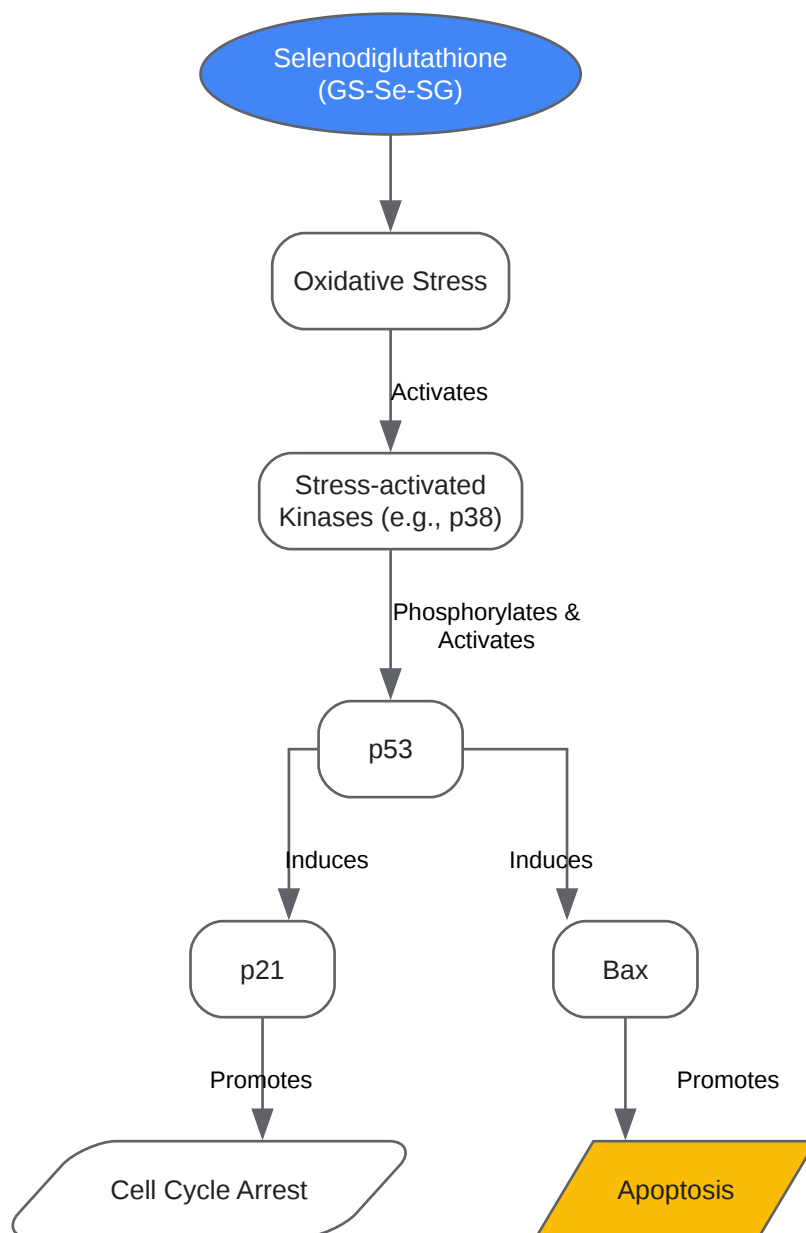 Selenodiglutathione
(GS-Se-SG)
Oxidative Stress
Activates
Stress-activated
Kinases (e.g., p38)
Phosphorylates &
Activates
p53
Induces
Induces
p21
Bax
Promotes
Promotes
Cell Cycle Arrest
Apoptosis